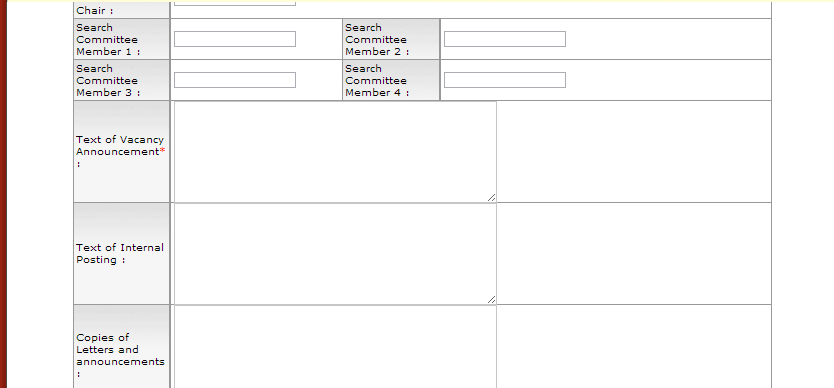 Chair :
Search
Committee
Member 1 :
Search
Committee
Member 2 :
Search
Committee
Member 3 :
Search
Committee
Member 4 :
Text of Vacancy
Announcement*
:
Text of Internal
Posting :
Copies of
Letters and
announcements
: